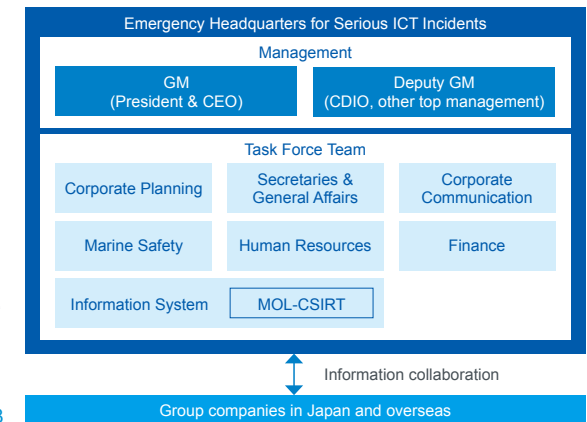 Emergency Headquarters for Serious ICT Incidents
Management
GM
(President & CEO)
Deputy GM
(CDIO, other top management)
Task Force Team
Corporate Planning
Secretaries &
General Affairs
Corporate
Communication
Marine Safety
Human Resources
Finance
Information System
MOL-CSIRT
Information collaboration
Group companies in Japan and overseas